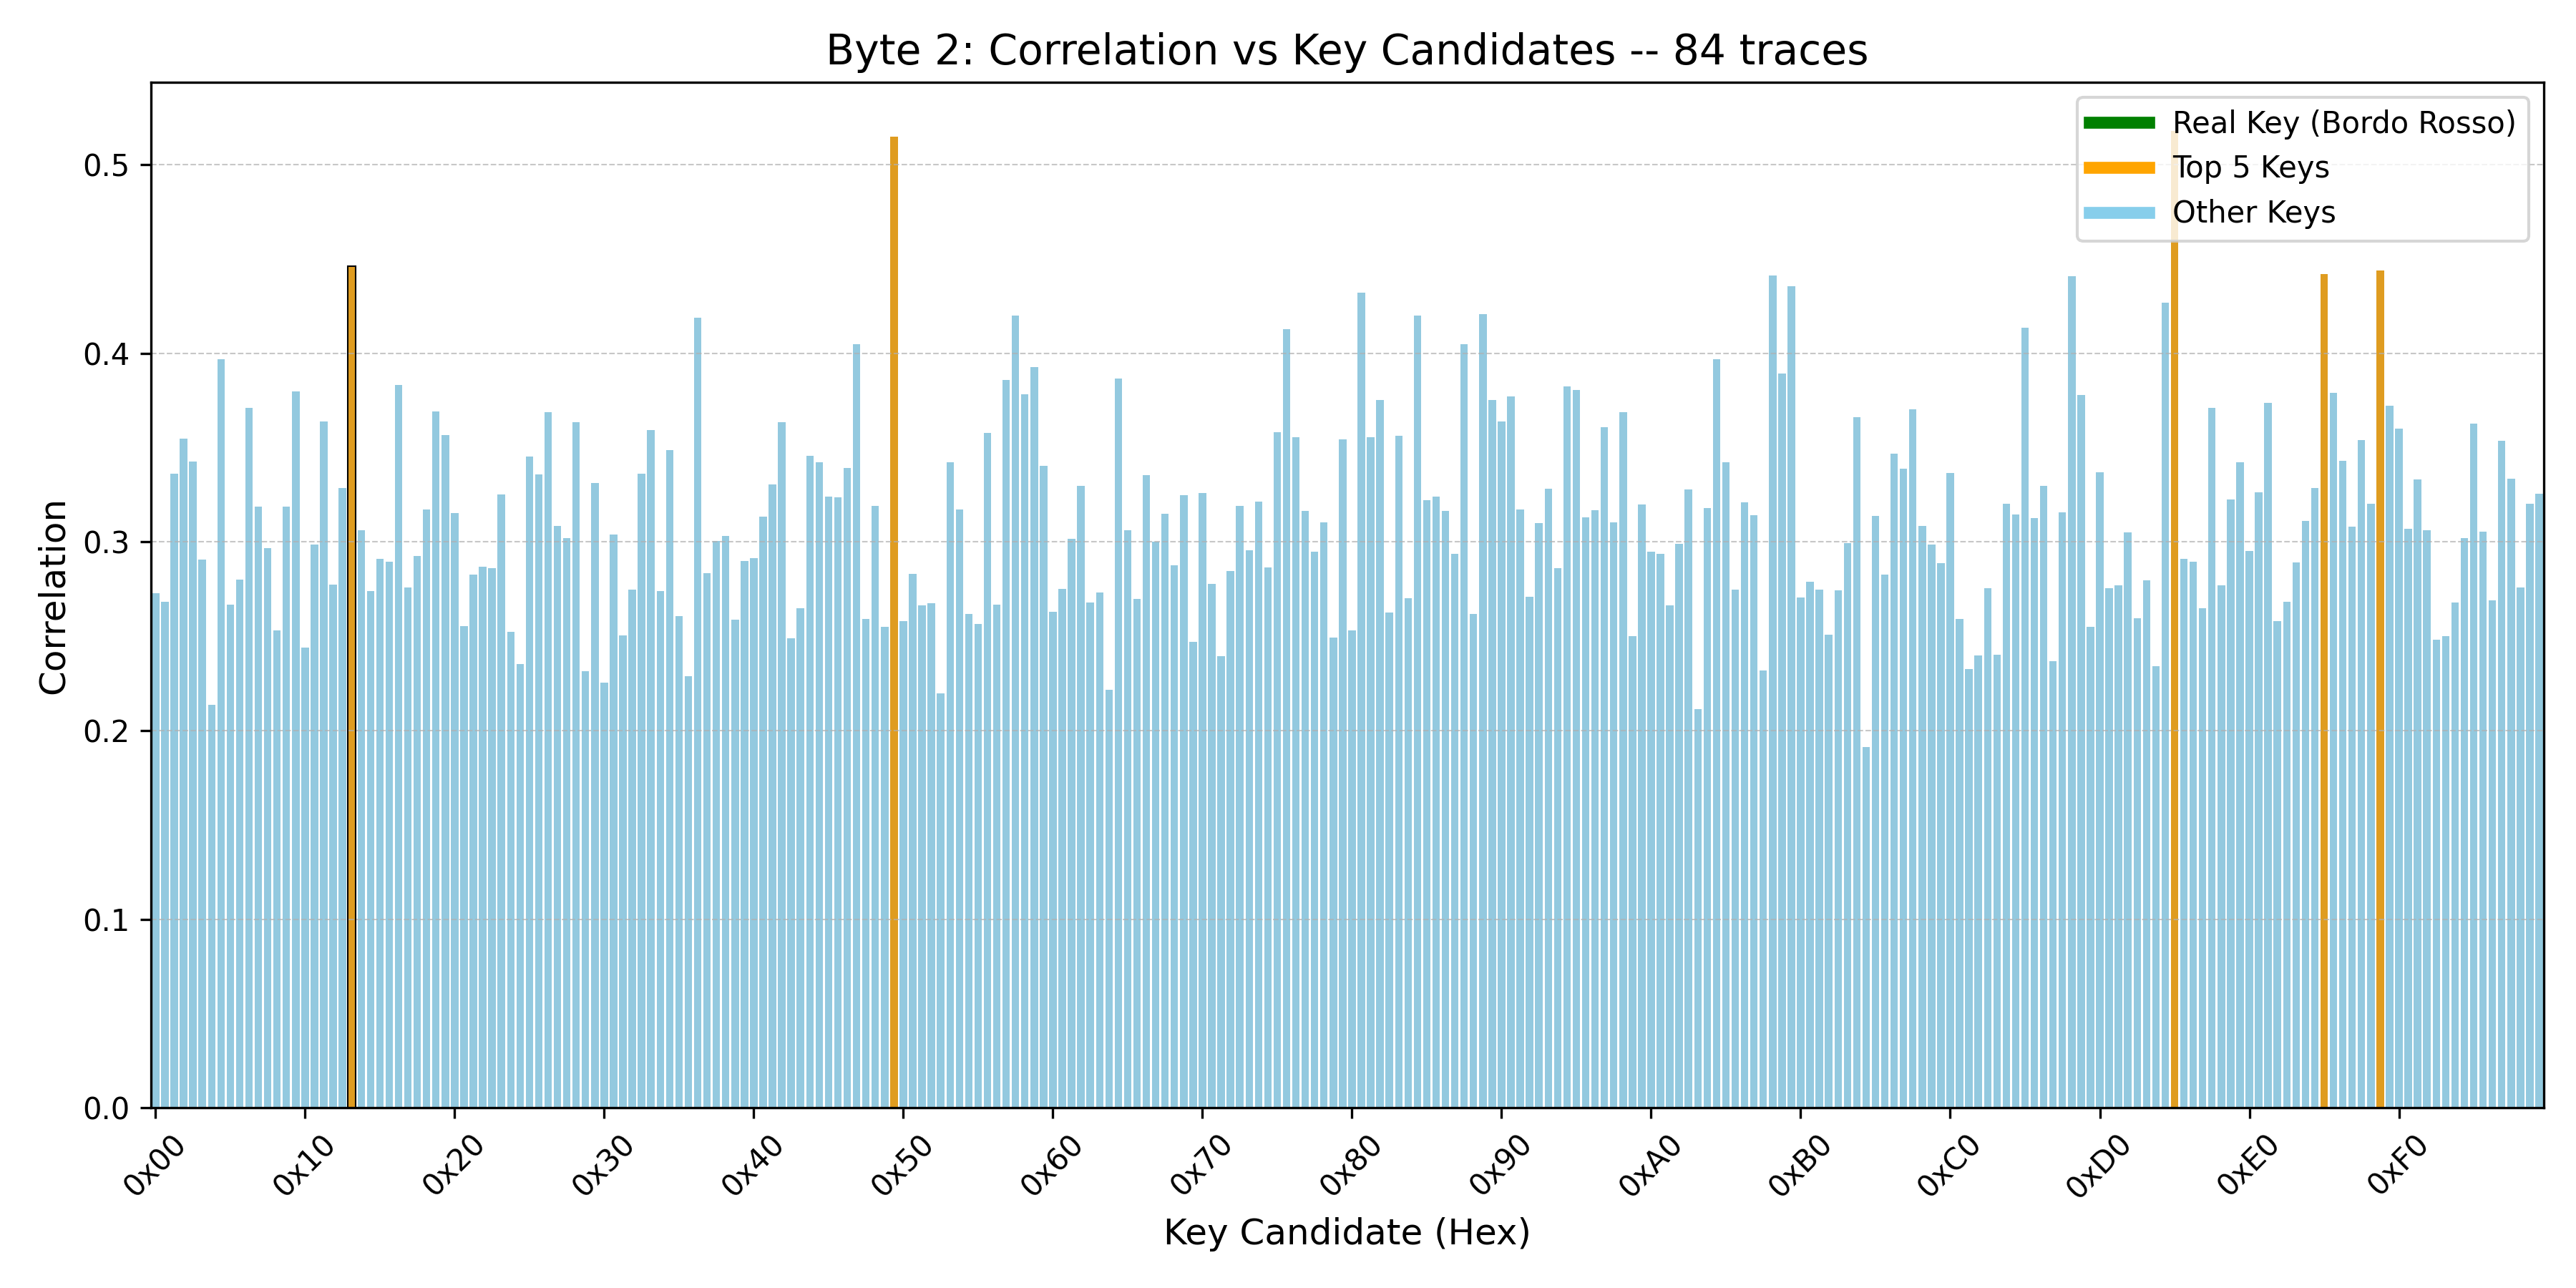 Byte 2: Correlation vs Key Candidates -- 84 traces
Real Key (Bordo Rosso)
Top 5 Keys
Other Keys
Correlation
0.5
0.4
0.3
0.2
0.1
0.0
0x00 0x10 0x20 0x30 0x40 0x50 0x60 0x70 0x80 0x90 0xA0 0xB0 0xC0 0xD0 0xE0 0xF0
Key Candidate (Hex)